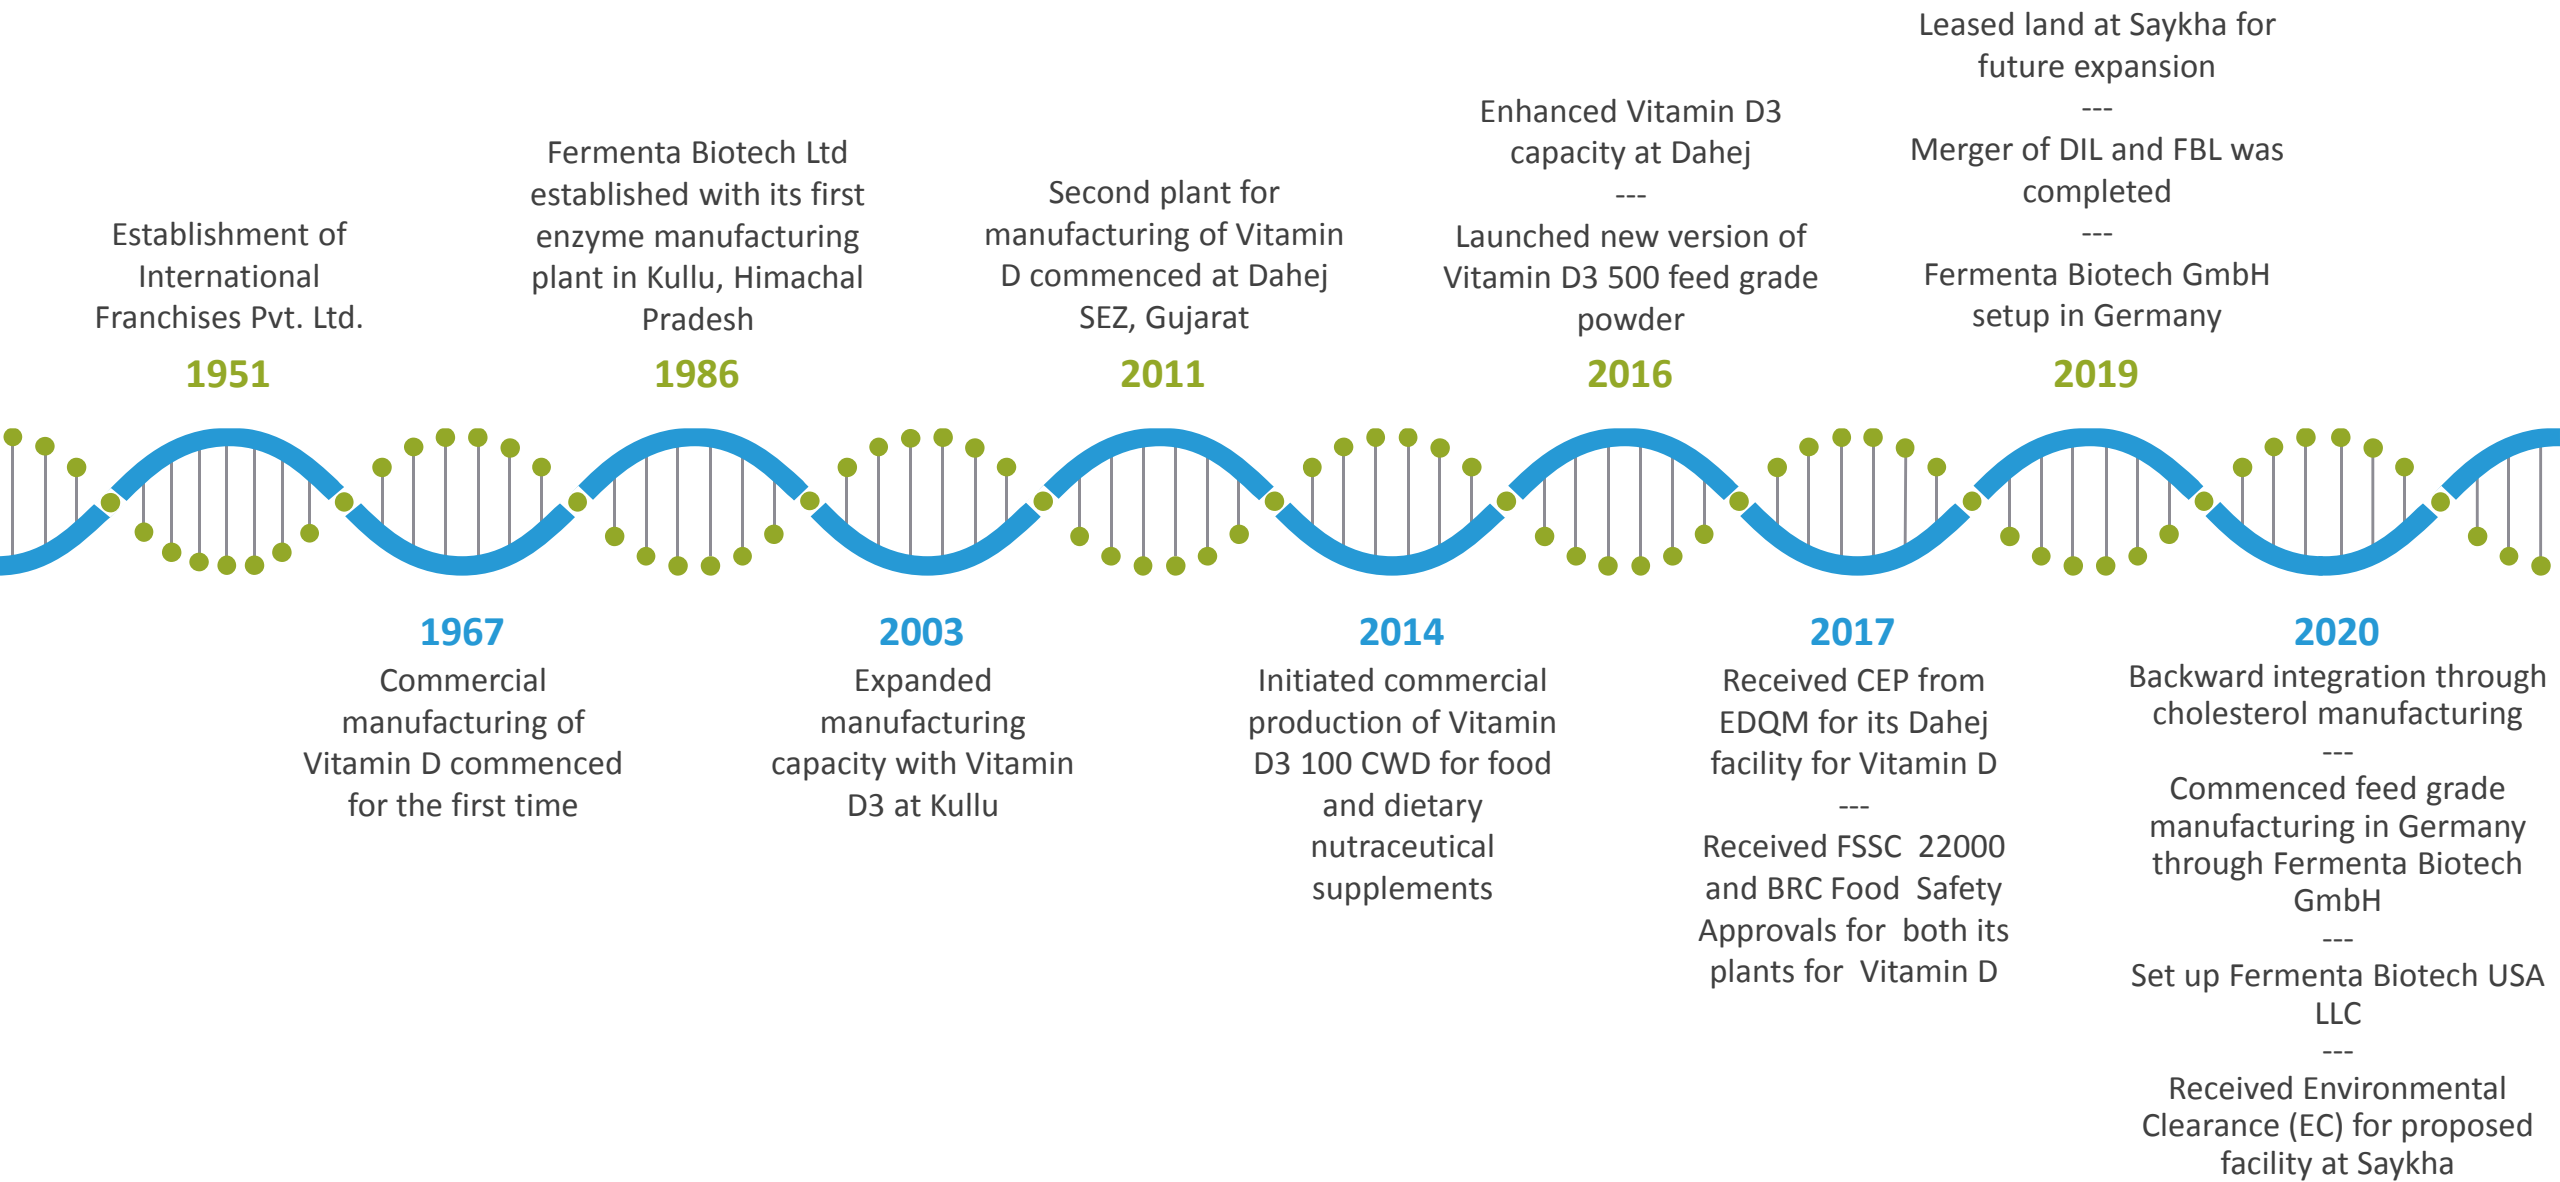 Establishment of
International
Franchises Pvt. Ltd.
1951
1967
Commercial
manufacturing of
Vitamin D commenced
for the first time
Fermenta Biotech Ltd
established with its first
enzyme manufacturing
plant in Kullu, Himachal
Pradesh
1986
2003
Expanded
manufacturing
capacity with Vitamin
D3 at Kullu
Second plant for
manufacturing of Vitamin
D commenced at Dahej
SEZ, Gujarat
2011
2014
Initiated commercial
production of Vitamin
D3 100 CWD for food
and dietary
nutraceutical
supplements
Enhanced Vitamin D3
capacity at Dahej
---
Launched new version of
Vitamin D3 500 feed grade
powder
2016
2017
Received CEP from
EDQM for its Dahej
facility for Vitamin D
---
Received FSSC  22000
and BRC Food  Safety
Approvals for  both its
plants for  Vitamin D
Leased land at Saykha for
future expansion
---
Merger of DIL and FBL was
completed
---
Fermenta Biotech GmbH
setup in Germany
2019
2020
Backward integration through
cholesterol manufacturing
---
Commenced feed grade
manufacturing in Germany
through Fermenta Biotech
GmbH
---
Set up Fermenta Biotech USA
LLC
---
Received Environmental
Clearance (EC) for proposed
facility at Saykha